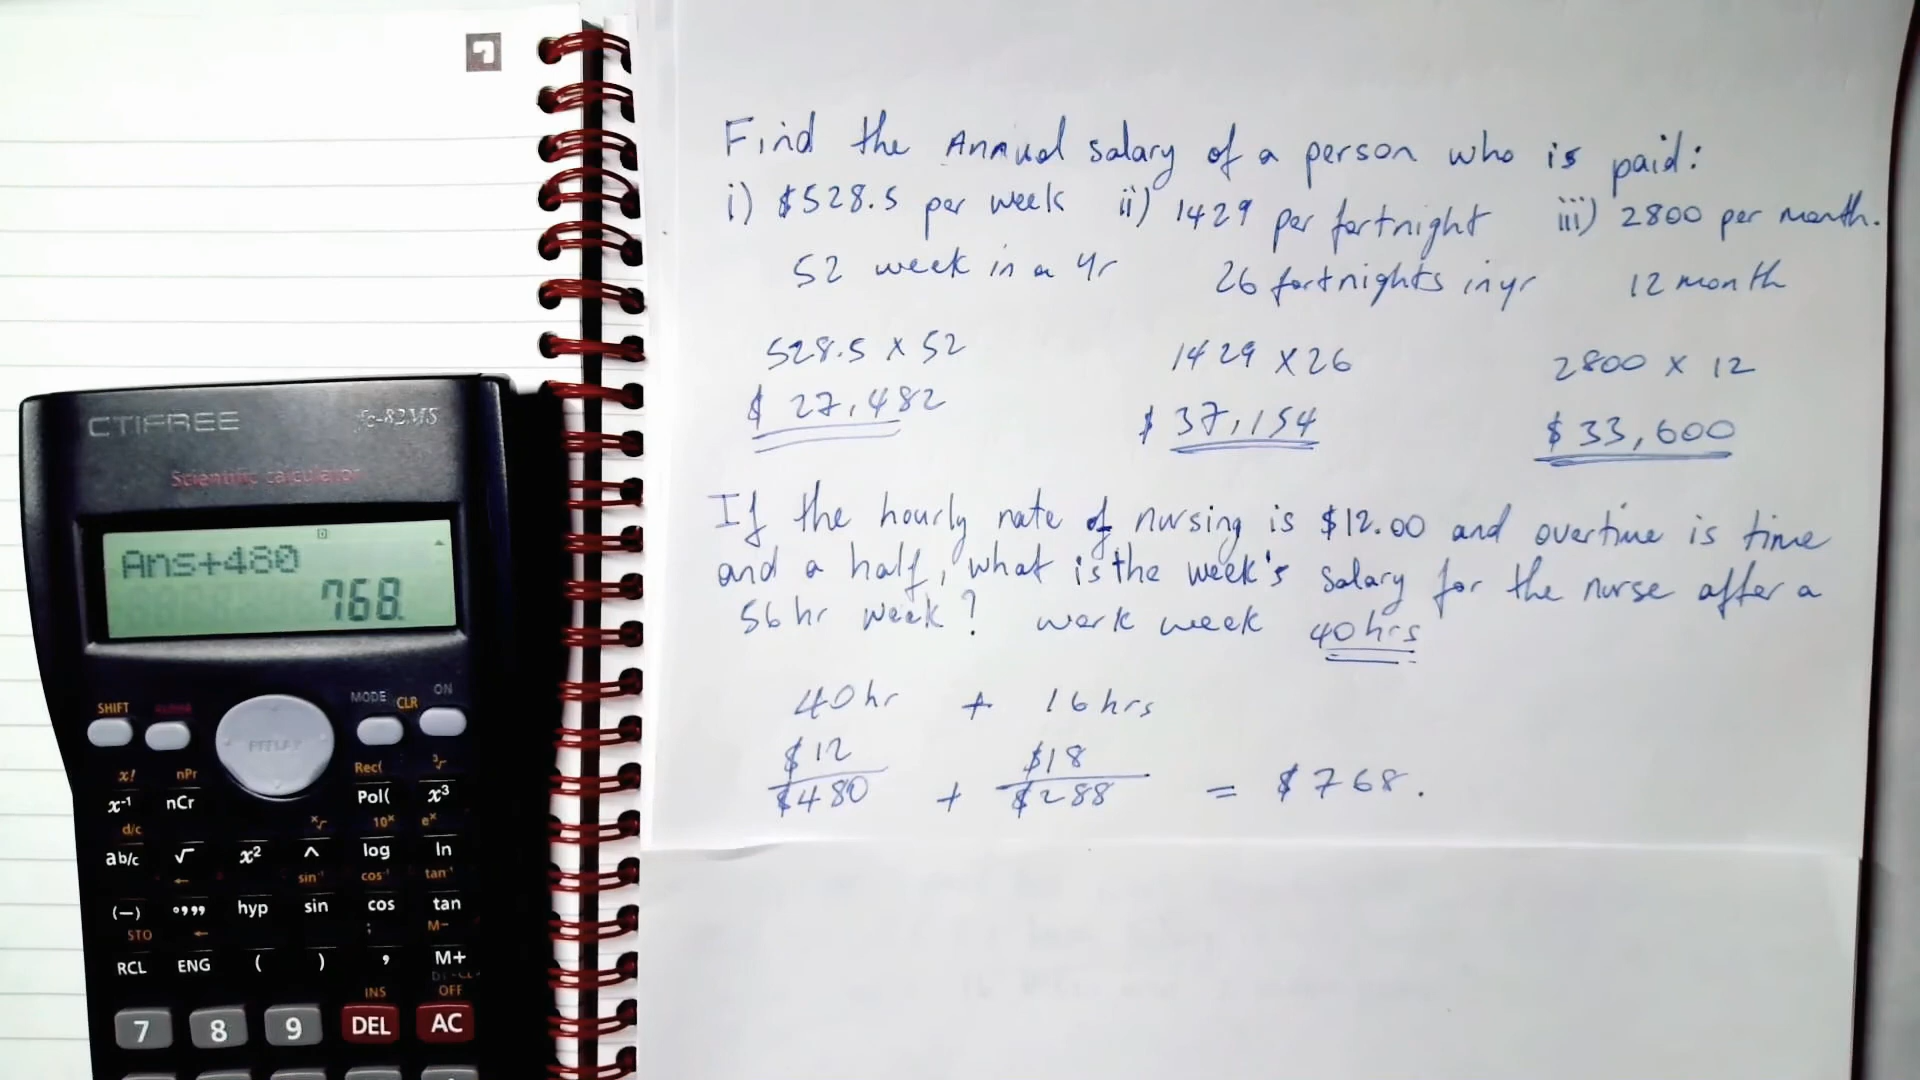 Find the Annual salary of a person who is paid:
i) $528.5 per week ii) 1429 per fortnight iii) 2800 per month.
52 week in a yr 26 fortnights in yr 12 month
528.5 x 52 1429 x 26 2800 x 12
$ 27,482 $ 37,154 $ 33,600
If the hourly rate of nursing is $12.00 and overtime is time
and a half, what is the week's salary for the nurse after a
56 hr week? work week 40hrs
40hr + 16hrs
$12 $18
$480 + $288 = $768.
CTIFREE fc-82MS
Scientific calculator
Ans+480
768.
SHIFT ALPHA REPLAY MODE CLR ON
x! nPr Rec( ³√
x⁻¹ nCr Pol( x³
d/c ˣ√ 10ˣ eˣ
ab/c √ x² ^ log ln
← sin⁻¹ cos⁻¹ tan⁻¹
(−) °,,, hyp sin cos tan
STO ← ; M−
RCL ENG ( ) , M+
INS OFF
7 8 9 DEL AC